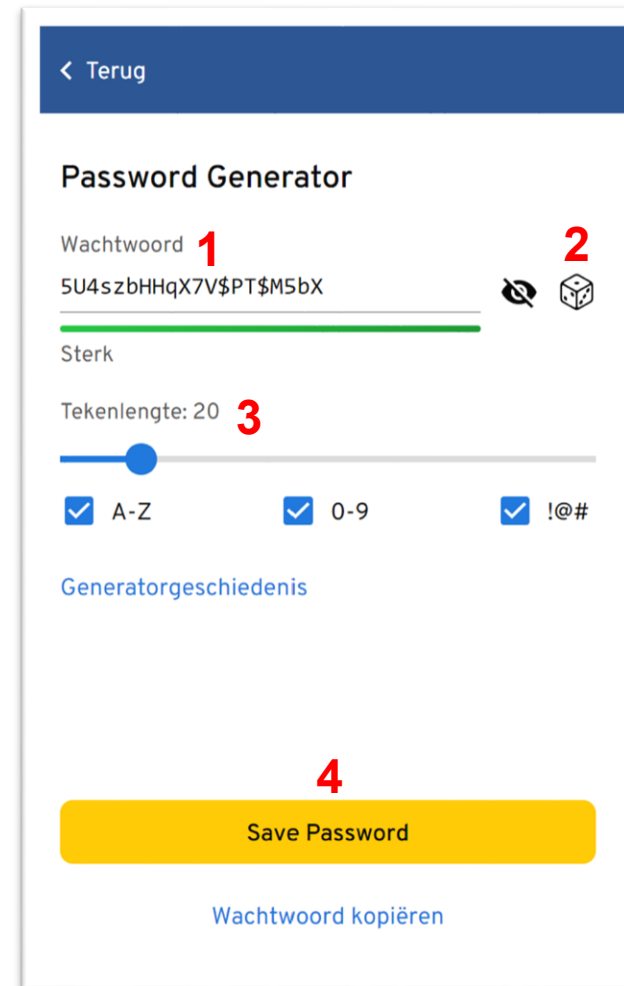 Terug
Password Generator
Wachtwoord 1
2
5U4szbHHqX7V$PT$M5bX
Sterk
Tekenlengte: 20 3
A-Z 0-9 !@#
Generatorgeschiedenis
4
Save Password
Wachtwoord kopiëren